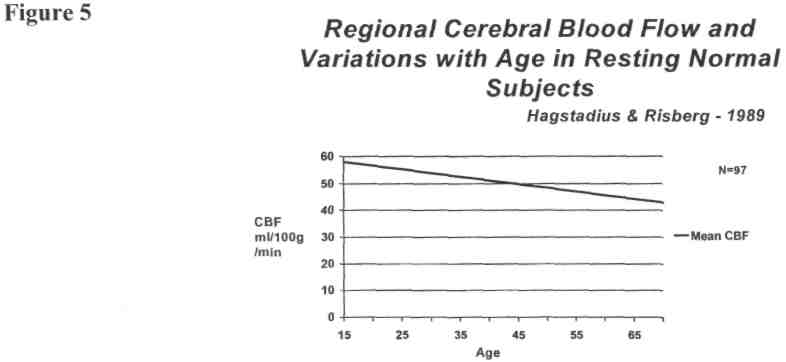 Figure 5
Regional Cerebral Blood Flow and
Variations with Age in Resting Normal
Subjects
Hagstadius & Risberg - 1989
60
50
40
30
20
10
0
CBF
ml/100g
/min
N=97
Mean CBF
15 25 35 45 55 65
Age